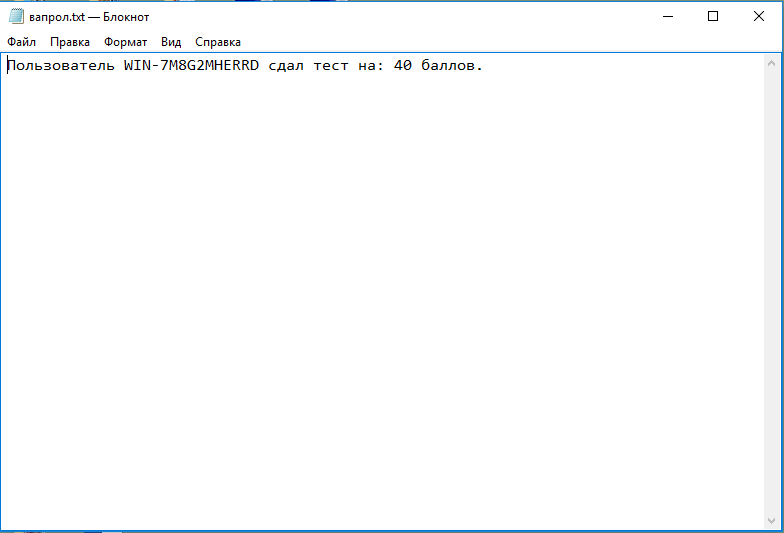 вапрол.txt — Блокнот
Файл Правка Формат Вид Справка
Пользователь WIN-7M8G2MHERRD сдал тест на: 40 баллов.